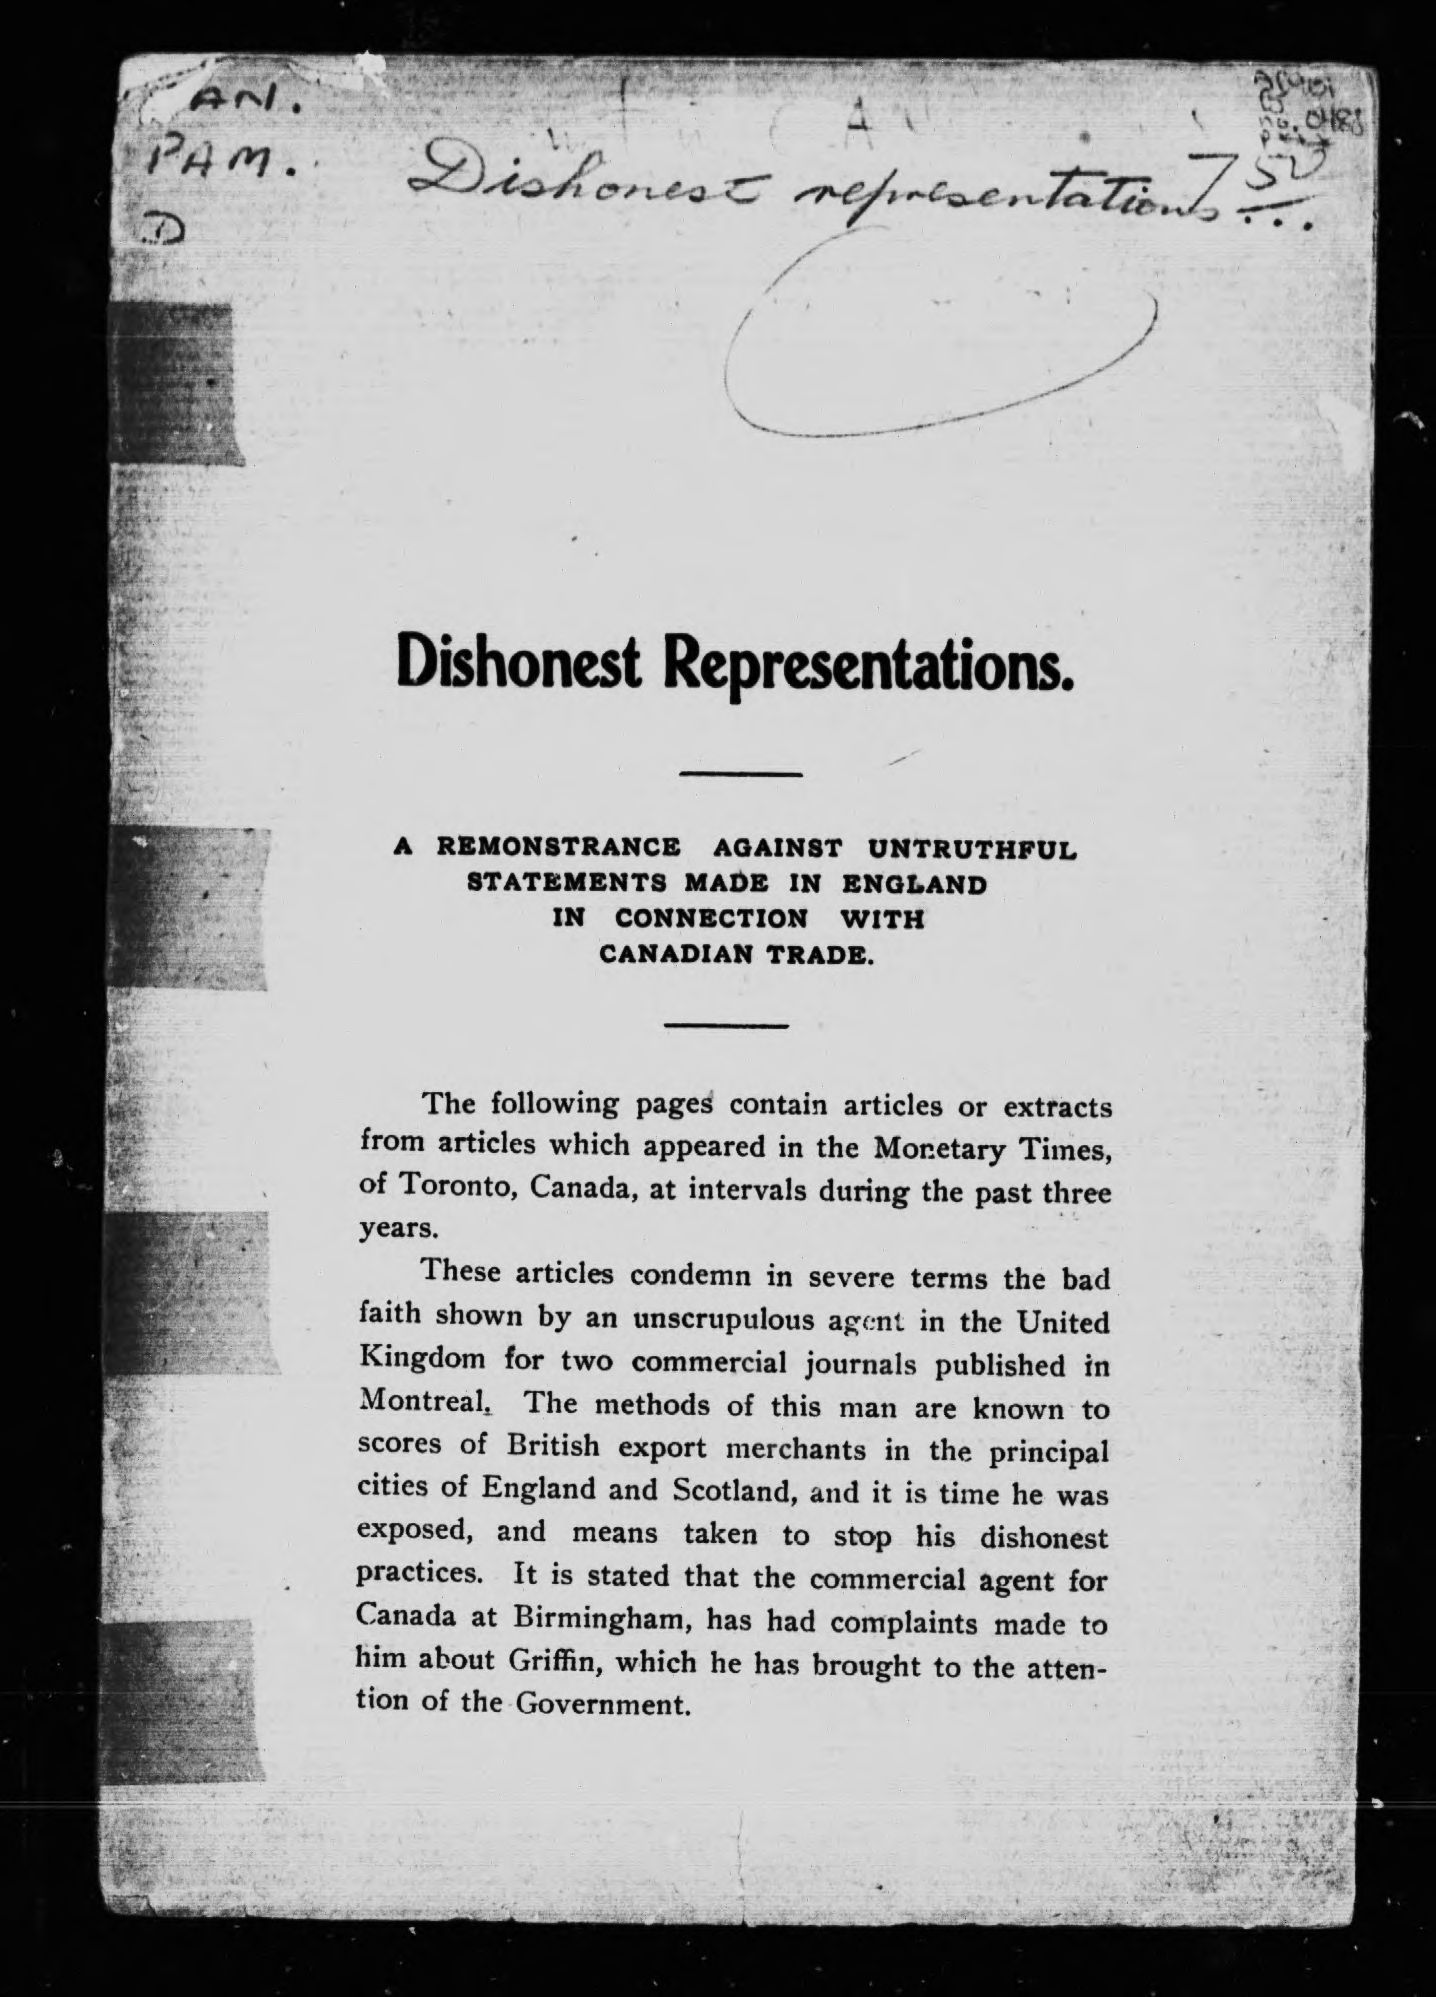 AN.
PAM.
D
Dishonest representations...
750
0488
Dishonest Representations.
A REMONSTRANCE AGAINST UNTRUTHFUL
STATEMENTS MADE IN ENGLAND
IN CONNECTION WITH
CANADIAN TRADE.
The following pages contain articles or extracts
from articles which appeared in the Monetary Times,
of Toronto, Canada, at intervals during the past three
years.
These articles condemn in severe terms the bad
faith shown by an unscrupulous agent in the United
Kingdom for two commercial journals published in
Montreal. The methods of this man are known to
scores of British export merchants in the principal
cities of England and Scotland, and it is time he was
exposed, and means taken to stop his dishonest
practices. It is stated that the commercial agent for
Canada at Birmingham, has had complaints made to
him about Griffin, which he has brought to the atten-
tion of the Government.